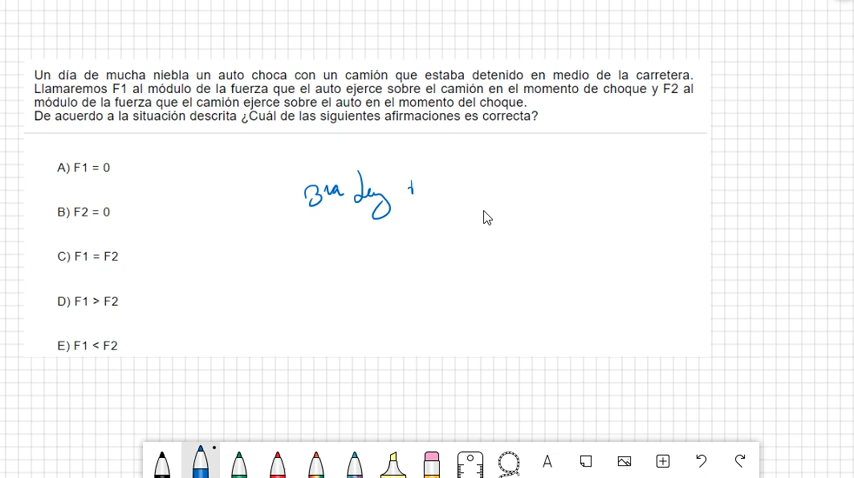 Un día de mucha niebla un auto choca con un camión que estaba detenido en medio de la carretera.
Llamaremos F1 al módulo de la fuerza que el auto ejerce sobre el camión en el momento de choque y F2 al
módulo de la fuerza que el camión ejerce sobre el auto en el momento del choque.
De acuerdo a la situación descrita ¿Cuál de las siguientes afirmaciones es correcta?
A) F1 = 0
3ra Ley
B) F2 = 0
C) F1 = F2
D) F1 > F2
E) F1 < F2
A